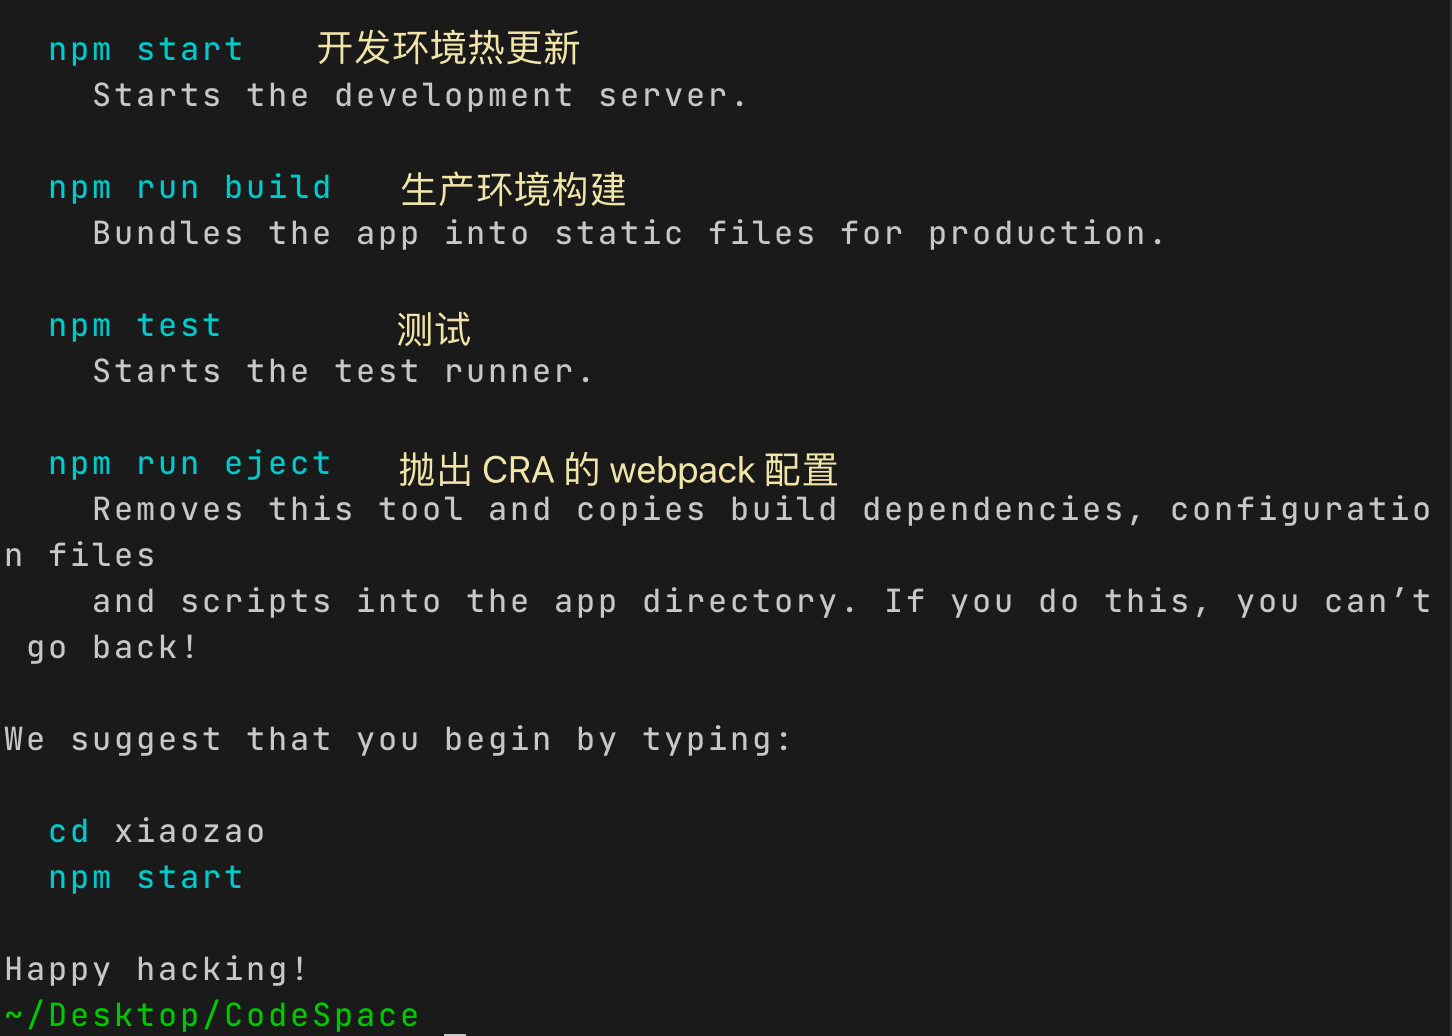 npm start 开发环境热更新
Starts the development server.
npm run build 生产环境构建
Bundles the app into static files for production.
npm test 测试
Starts the test runner.
npm run eject 抛出 CRA 的 webpack 配置
Removes this tool and copies build dependencies, configuratio
n files
and scripts into the app directory. If you do this, you can’t
go back!
We suggest that you begin by typing:
cd xiaozao
npm start
Happy hacking!
~/Desktop/CodeSpace